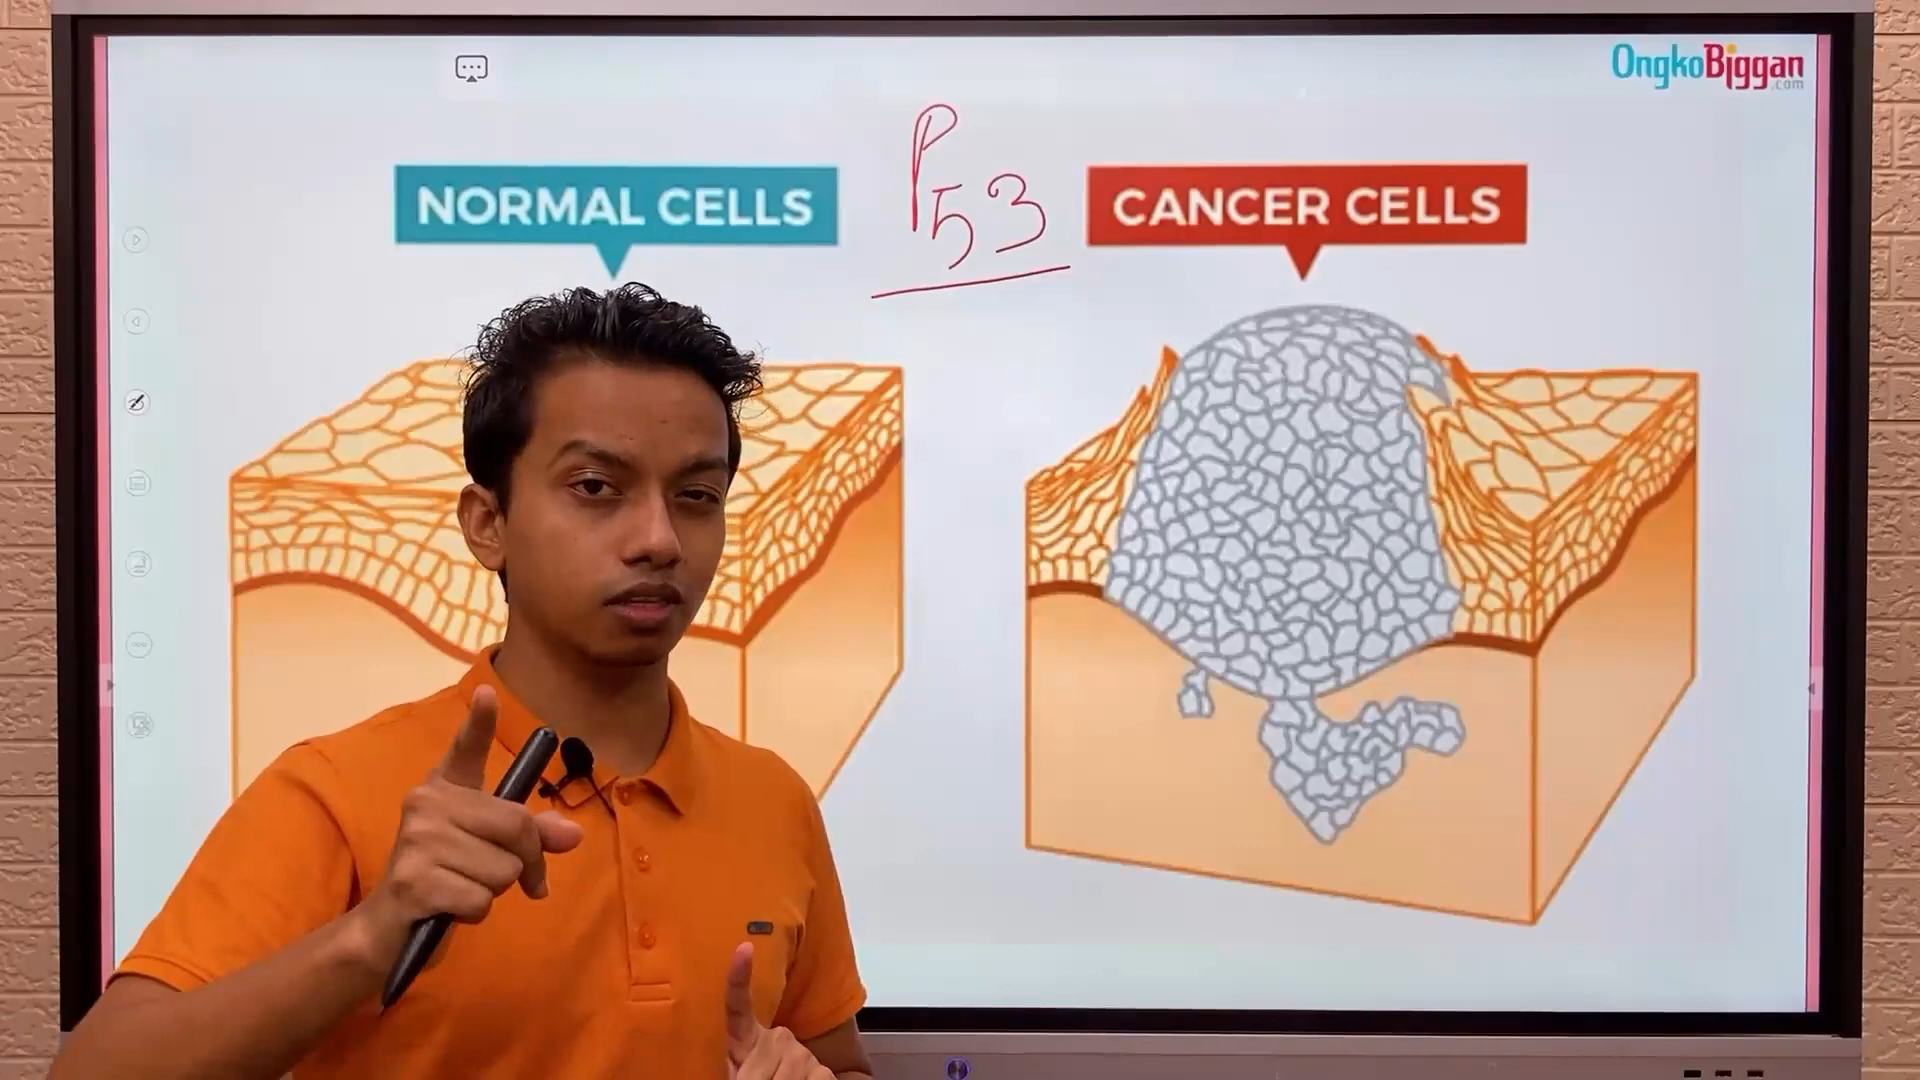 OngkoBiggan
.com
P53
NORMAL CELLS
CANCER CELLS